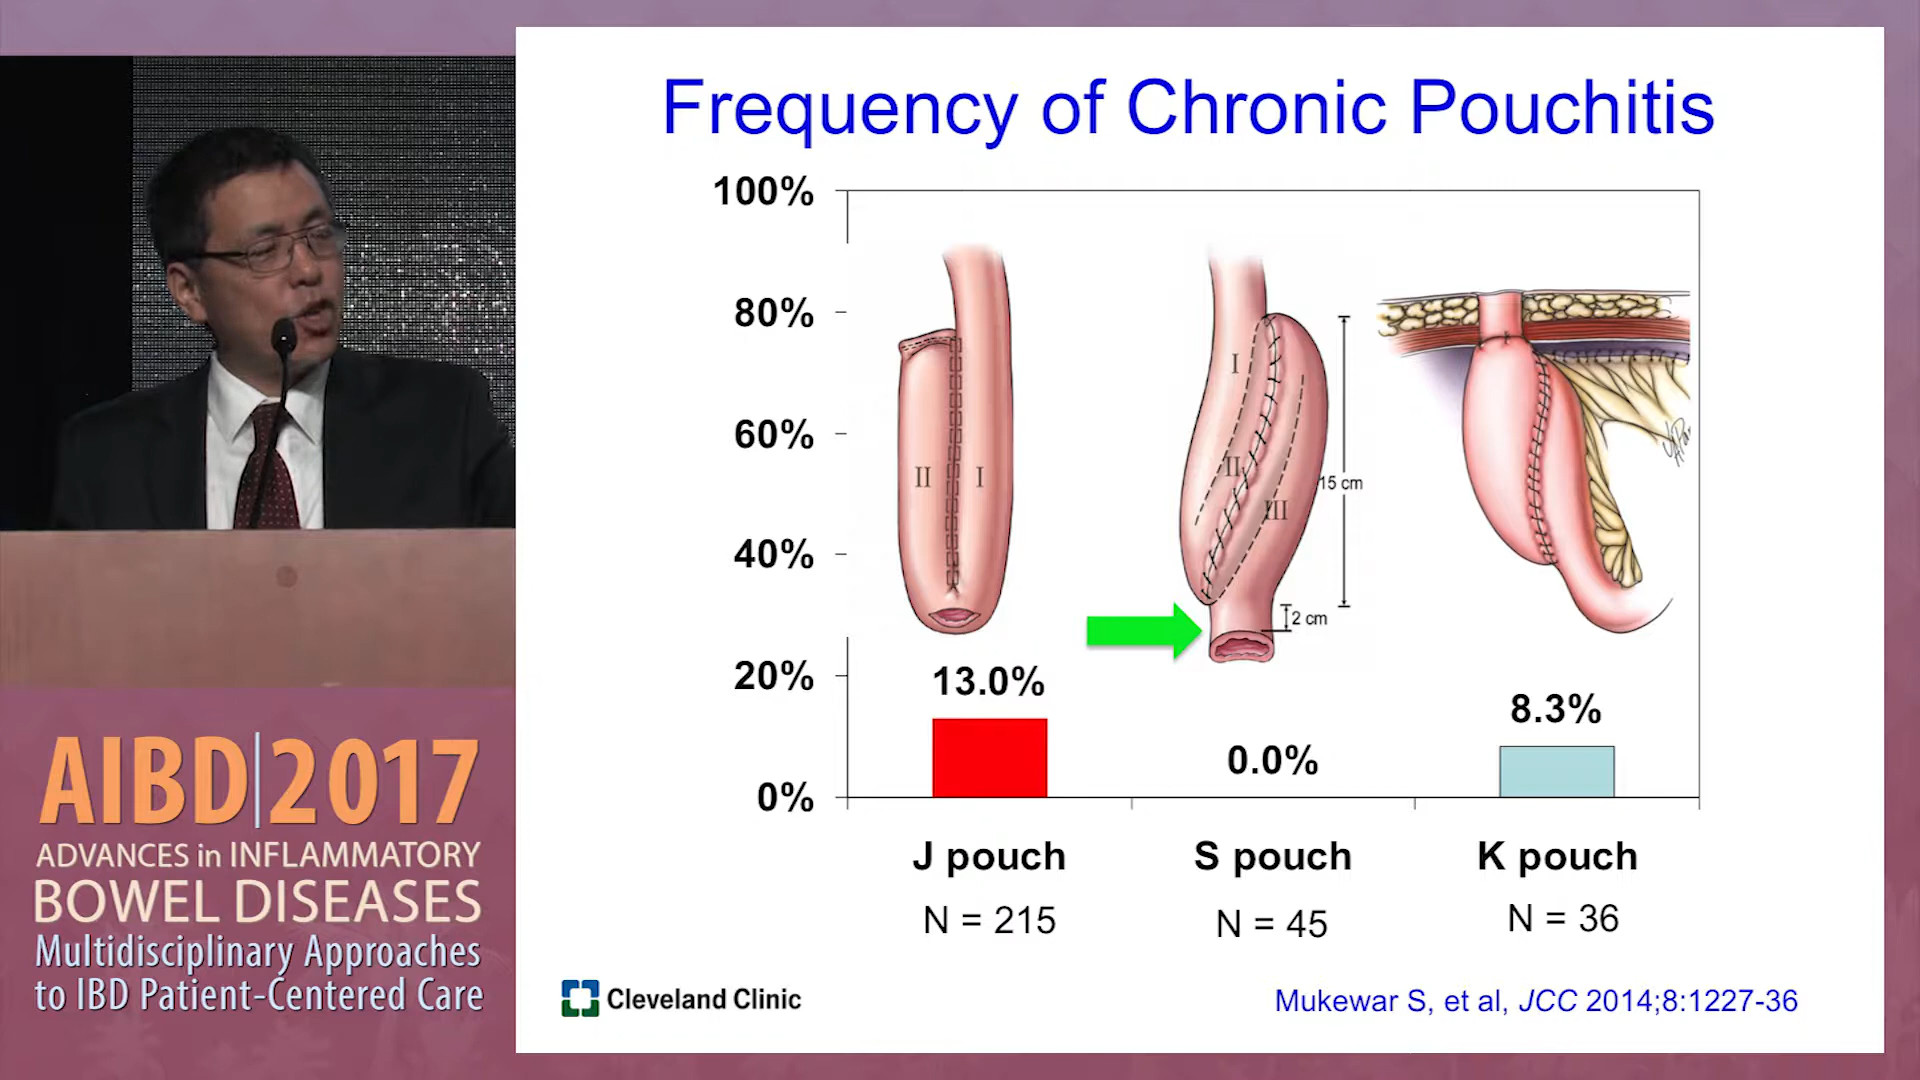 Frequency of Chronic Pouchitis
100%
80%
60%
40%
20%
0%
II
I
I
II
III
15 cm
2 cm
13.0%
0.0%
8.3%
J pouch
S pouch
K pouch
N = 215
N = 45
N = 36
Cleveland Clinic
Mukewar S, et al, JCC 2014;8:1227-36
AIBD|2017
ADVANCES in INFLAMMATORY
BOWEL DISEASES
Multidisciplinary Approaches
to IBD Patient-Centered Care